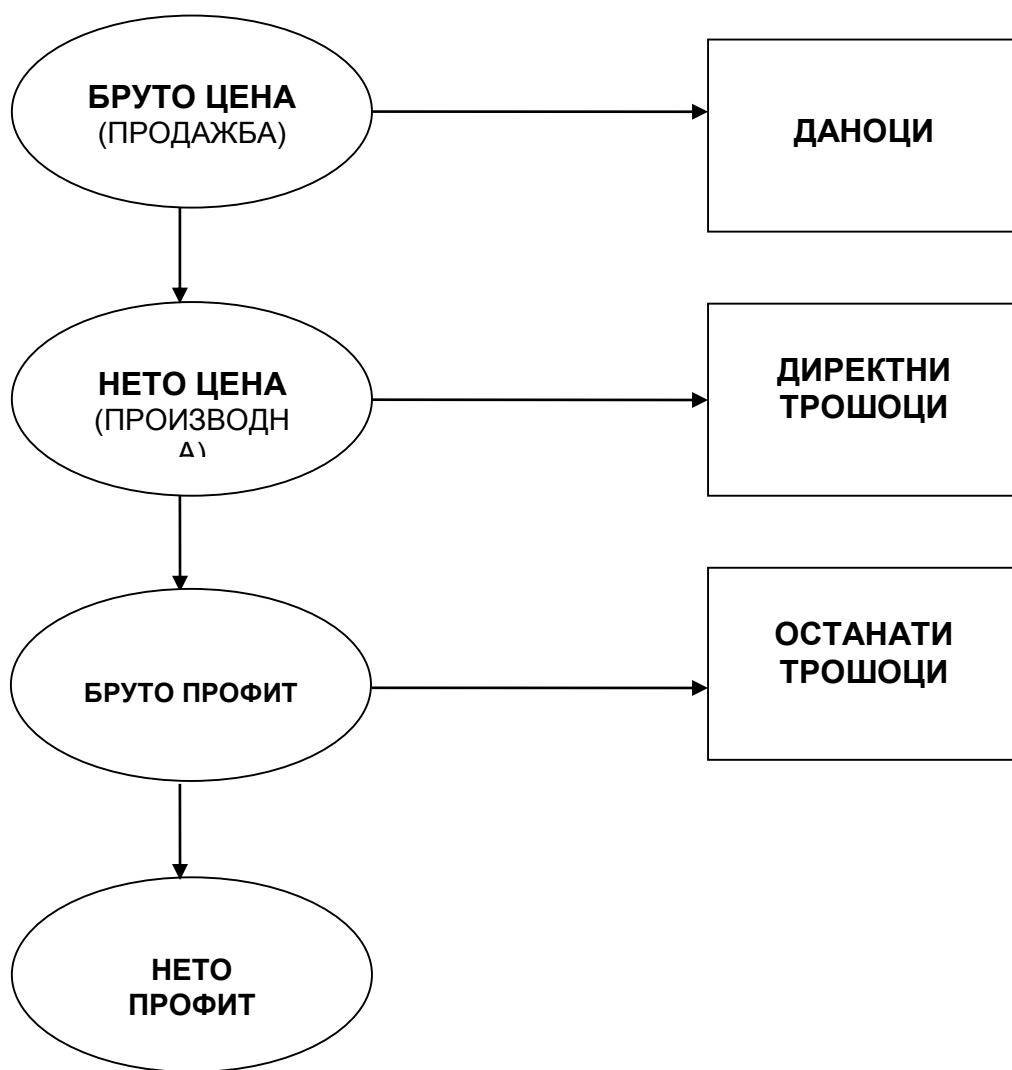 БРУТО ЦЕНА
(ПРОДАЖБА)
ДАНОЦИ
НЕТО ЦЕНА
(ПРОИЗВОДН
А)
ДИРЕКТНИ
ТРОШОЦИ
БРУТО ПРОФИТ
ОСТАНАТИ
ТРОШОЦИ
НЕТО
ПРОФИТ